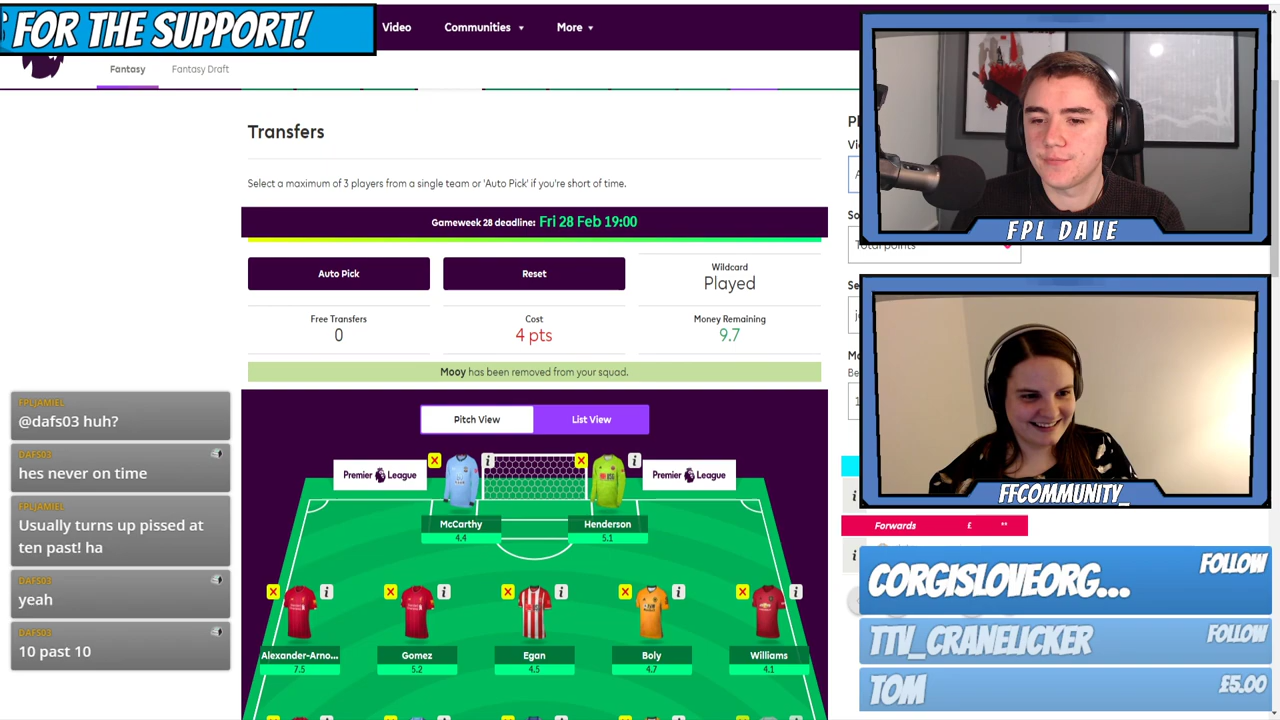 FOR THE SUPPORT!
Video
Communities
More
Fantasy
Fantasy Draft
Transfers
Select a maximum of 3 players from a single team or 'Auto Pick' if you're short of time.
Gameweek 28 deadline: Fri 28 Feb 19:00
Auto Pick
Reset
Wildcard
Played
Free Transfers
0
Cost
4 pts
Money Remaining
9.7
Mooy has been removed from your squad.
Pitch View
List View
Premier League
Premier League
McCarthy
4.4
Henderson
5.1
Alexander-Arno...
7.5
Gomez
5.2
Egan
4.5
Boly
4.7
Williams
4.1
FPLJAMIEL
@dafs03 huh?
DAFS03
hes never on time
FPLJAMIEL
Usually turns up pissed at
ten past! ha
DAFS03
yeah
DAFS03
10 past 10
Total points
Forwards £ **
FPL DAVE
FFCOMMUNITY_
CORGISLOVEORG... FOLLOW
TTV_CRANELICKER FOLLOW
TOM £5.00